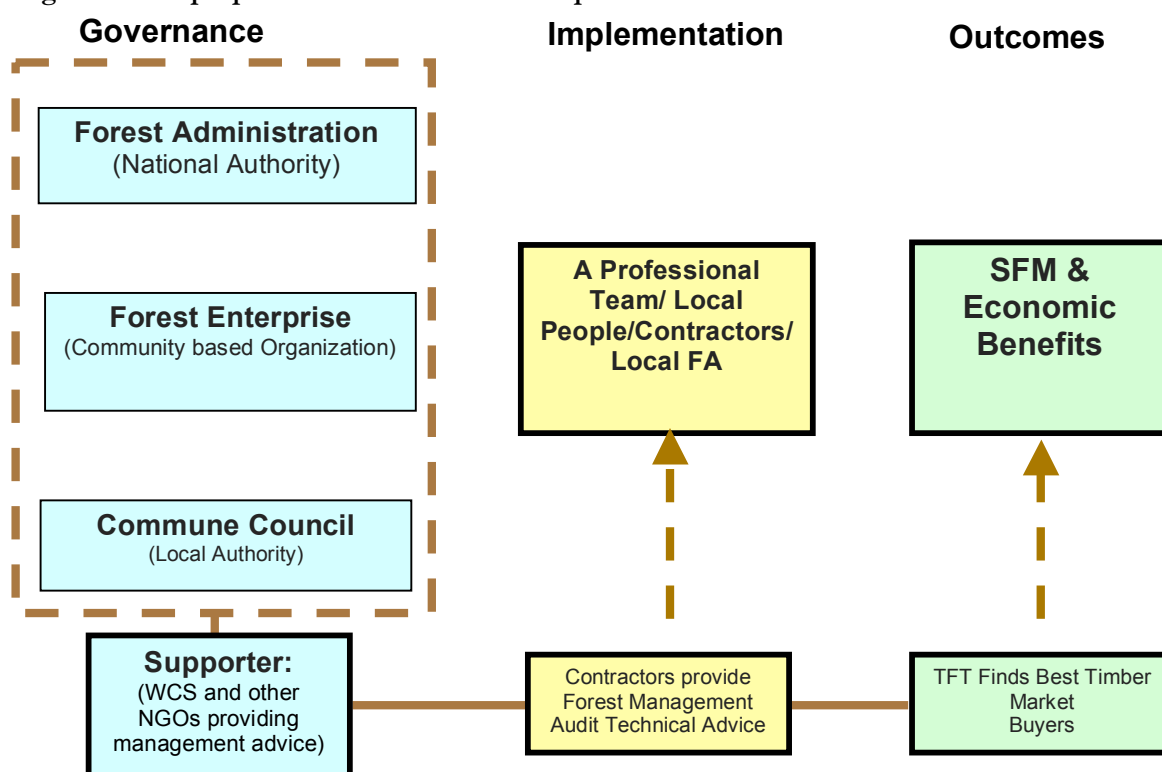 Governance
Implementation
Outcomes
Forest Administration
(National Authority)
Forest Enterprise
(Community based Organization)
Commune Council
(Local Authority)
Supporter:
(WCS and other
NGOs providing
management advice)
A Professional
Team/ Local
People/Contractors/
Local FA
Contractors provide
Forest Management
Audit Technical Advice
SFM &
Economic
Benefits
TFT Finds Best Timber
Market
Buyers